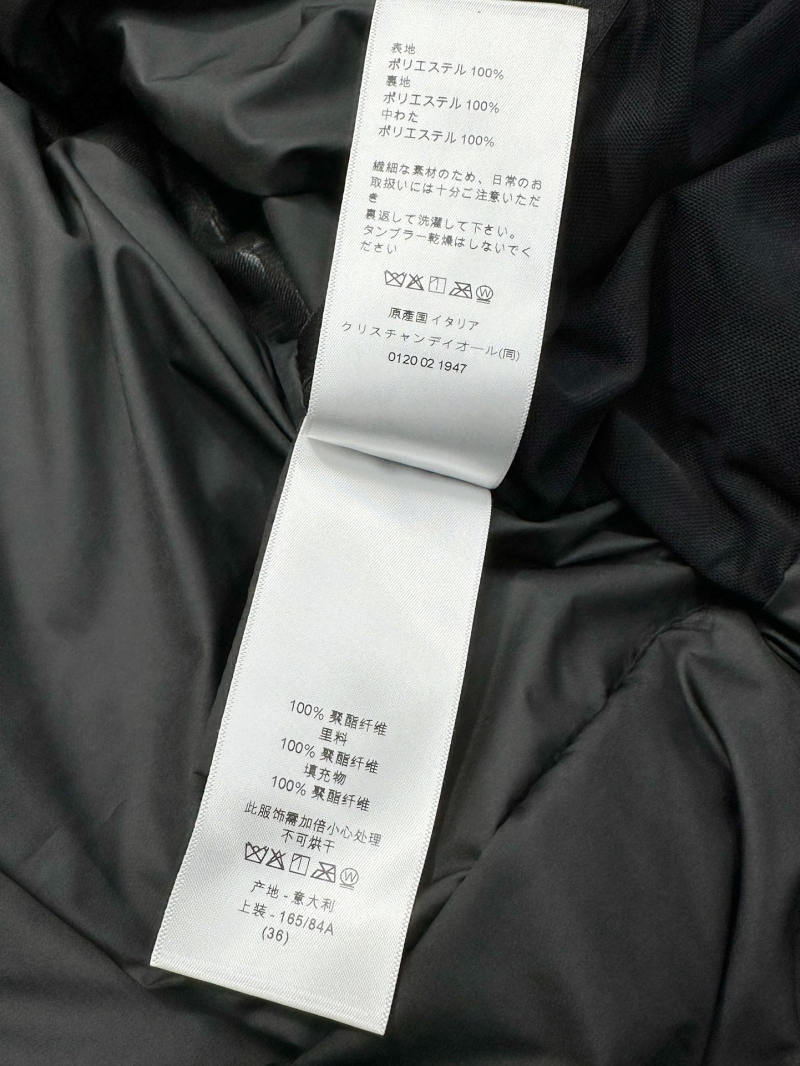 表地
ポリエステル 100%
裏地
ポリエステル 100%
中わた
ポリエステル 100%
繊細な素材のため、日常のお
取扱いには十分ご注意いただ
き
裏返して洗濯して下さい。
タンブラー乾燥はしないでく
ださい
W
原產国 イタリア
クリスチャンディオール(同)
0120 02 1947
100% 聚酯纤维
里料
100% 聚酯纤维
填充物
100% 聚酯纤维
此服饰需加倍小心处理
不可烘干
W
产地 - 意大利
上装 - 165/84A
(36)